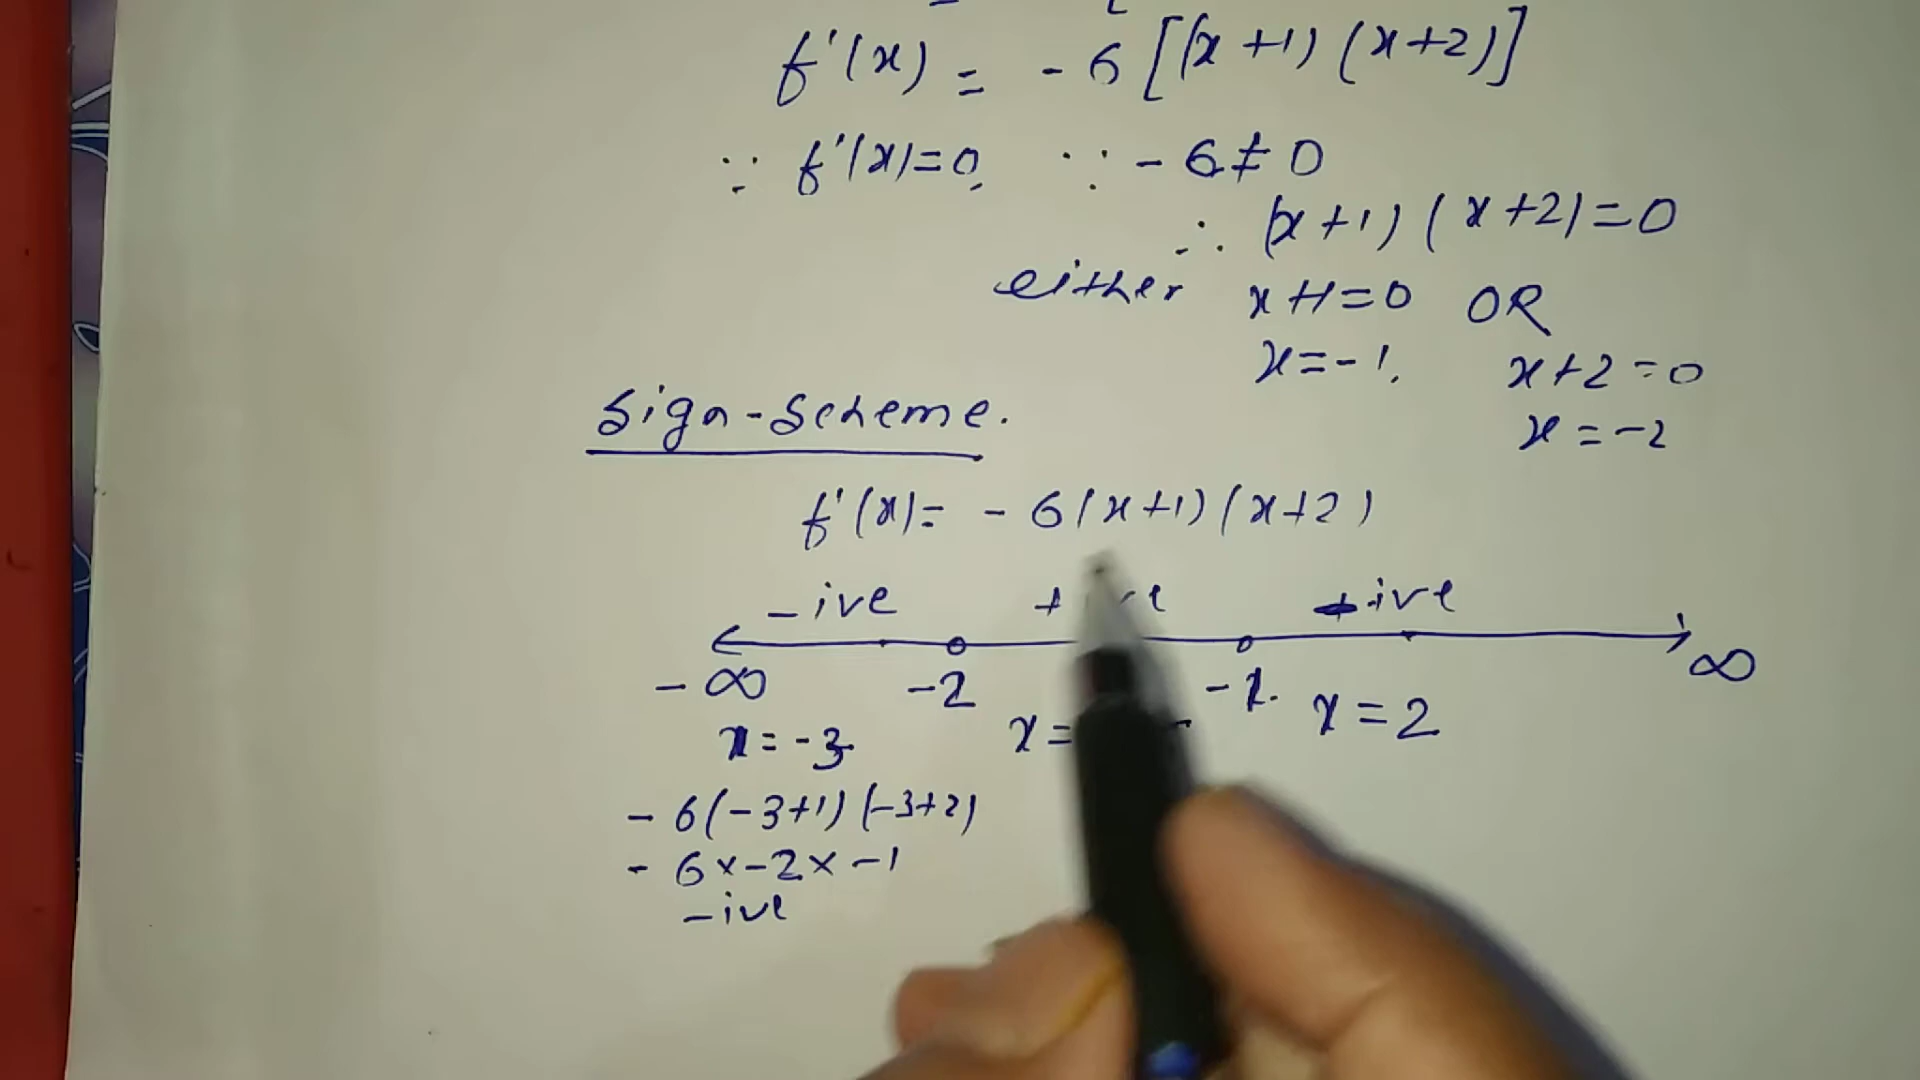 f'(x) = -6[(x+1)(x+2)]
∵ f'(x)=0, ∵ -6≠0
∴ (x+1)(x+2)=0
either x+1=0 OR
x=-1. x+2=0
x=-2
Sign-Scheme.
f'(x)= -6(x+1)(x+2)
-ive + ve ive
-∞ -2 -1. ∞
x=-3 x= x=2
-6(-3+1)(-3+2)
-6×-2×-1
-ive